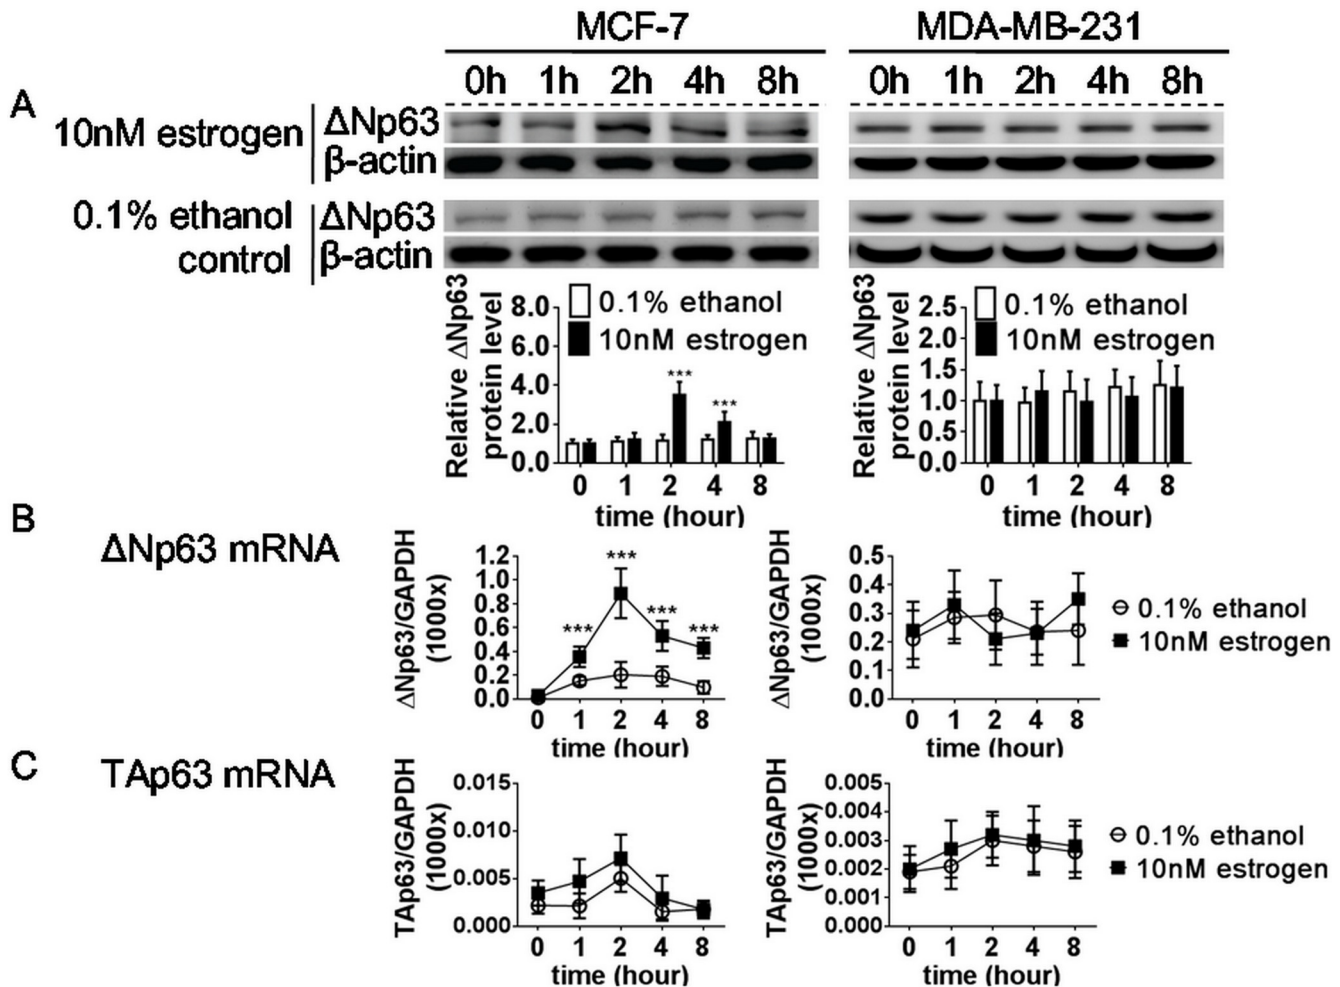 MCF-7 MDA-MB-231
0h 1h 2h 4h 8h 0h 1h 2h 4h 8h
A
10nM estrogen ΔNp63
β-actin
0.1% ethanol control ΔNp63
β-actin
Relative ΔNp63 protein level
8.0
6.0
4.0
2.0
0.0
0.1% ethanol
10nM estrogen
***
***
0 1 2 4 8
time (hour)
Relative ΔNp63 protein level
2.5
2.0
1.5
1.0
0.5
0.0
0.1% ethanol
10nM estrogen
0 1 2 4 8
time (hour)
B
ΔNp63 mRNA
ΔNp63/GAPDH (1000x)
1.2
1.0
0.8
0.6
0.4
0.2
0.0
*** *** *** ***
0 1 2 4 8
time (hour)
ΔNp63/GAPDH (1000x)
0.5
0.4
0.3
0.2
0.1
0.0
0 1 2 4 8
time (hour)
0.1% ethanol
10nM estrogen
C
TAp63 mRNA
TAp63/GAPDH (1000x)
0.015
0.010
0.005
0.000
0 1 2 4 8
time (hour)
TAp63/GAPDH (1000x)
0.005
0.004
0.003
0.002
0.001
0.000
0 1 2 4 8
time (hour)
0.1% ethanol
10nM estrogen